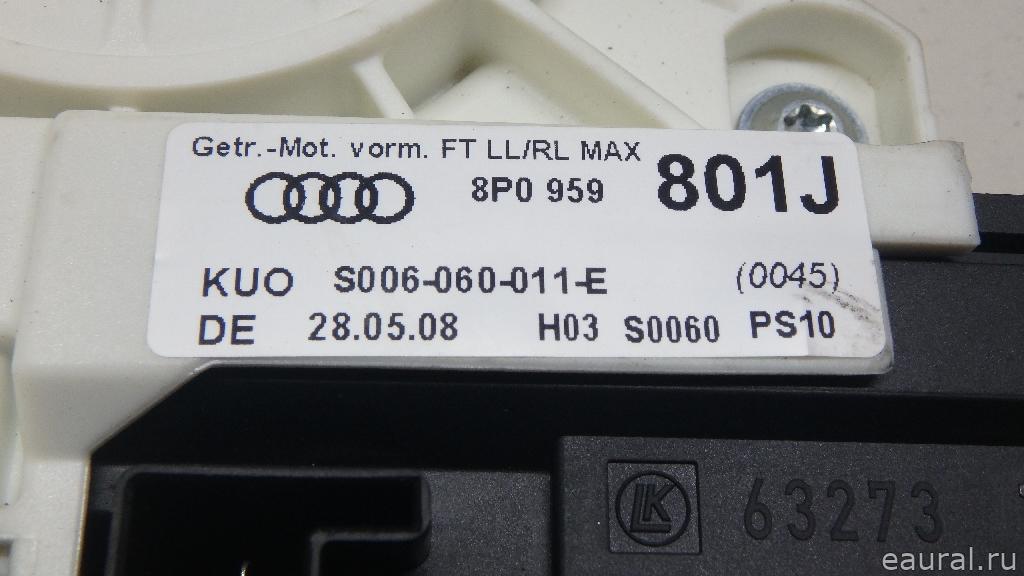 Getr.-Mot. vorm. FT LL/RL MAX
8P0 959 801J
KUO S006-060-011-E (0045)
DE 28.05.08 H03 S0060 PS10
LK 63273
eaural.ru